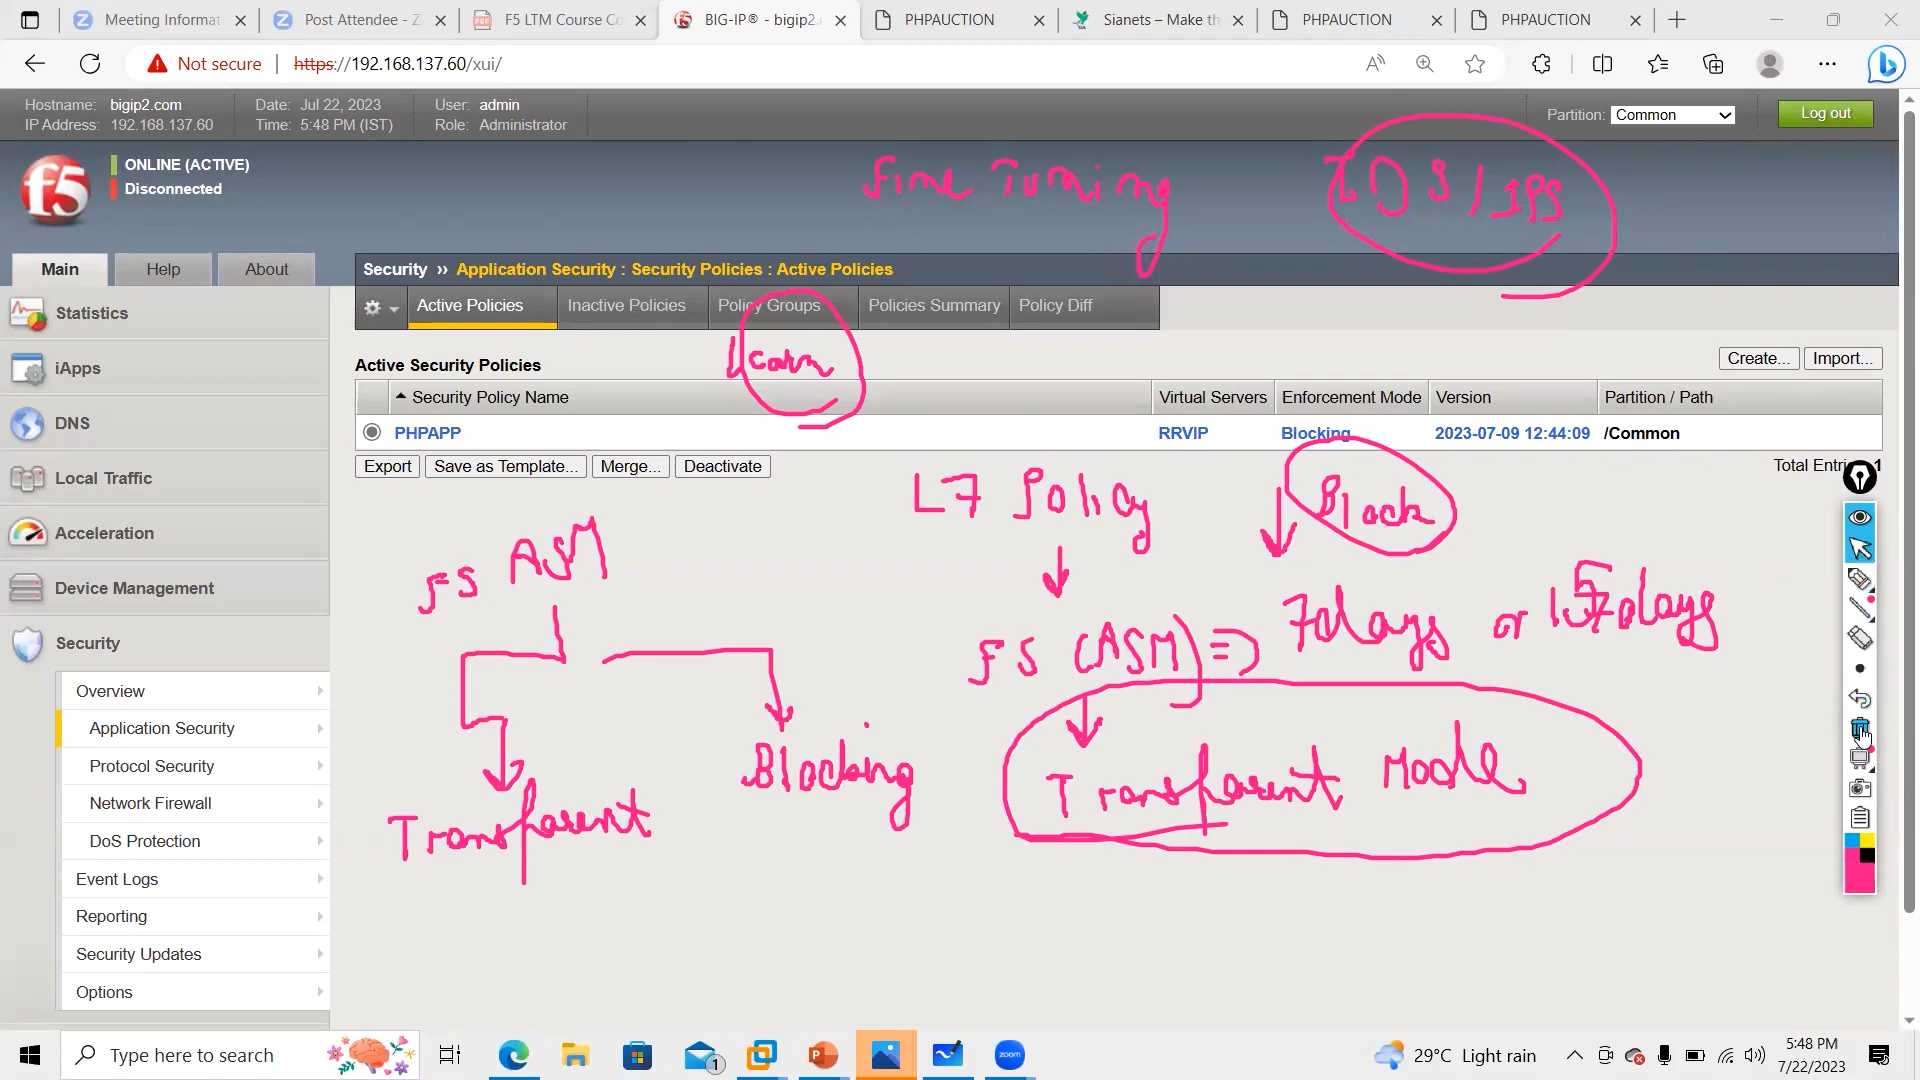 Meeting Informat
Post Attendee - Z
F5 LTM Course Co
BIG-IP® - bigip2.c
PHPAUCTION
Sianets – Make th
PHPAUCTION
PHPAUCTION
Not secure
https://192.168.137.60/xui/
Hostname: bigip2.com
IP Address: 192.168.137.60
Date: Jul 22, 2023
Time: 5:48 PM (IST)
User: admin
Role: Administrator
Partition: Common
Log out
f5
ONLINE (ACTIVE)
Disconnected
Fine Tuning
IDS/IPS
Main
Help
About
Security ›› Application Security : Security Policies : Active Policies
Active Policies
Inactive Policies
Policy Groups
Policies Summary
Policy Diff
Learn
Active Security Policies
Create...
Import...
Security Policy Name
Virtual Servers
Enforcement Mode
Version
Partition / Path
PHPAPP
RRVIP
Blocking
2023-07-09 12:44:09
/Common
Export
Save as Template...
Merge...
Deactivate
Total Entri 1
Statistics
iApps
DNS
Local Traffic
Acceleration
Device Management
Security
Overview
Application Security
Protocol Security
Network Firewall
DoS Protection
Event Logs
Reporting
Security Updates
Options
L7 Policy
Block
F5 ASM
F5 (ASM) => 7days or 15days
Transparent
Blocking
Transparent Mode
Type here to search
1
zoom
29°C Light rain
5:48 PM
7/22/2023